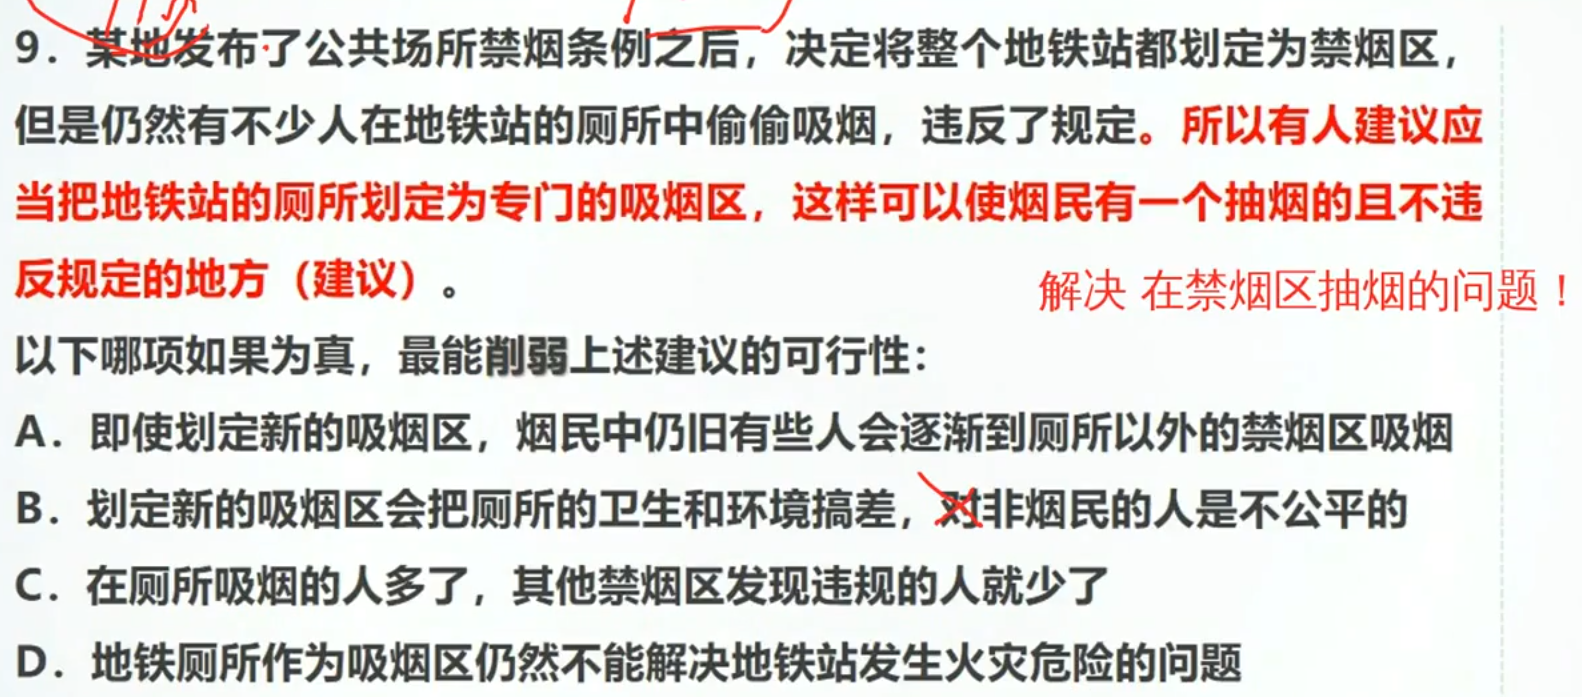 9. 某地发布了公共场所禁烟条例之后，决定将整个地铁站都划定为禁烟区，
但是仍然有不少人在地铁站的厕所中偷偷吸烟，违反了规定。所以有人建议应
当把地铁站的厕所划定为专门的吸烟区，这样可以使烟民有一个抽烟的且不违
反规定的地方（建议）。
解决 在禁烟区抽烟的问题！
以下哪项如果为真，最能削弱上述建议的可行性：
A. 即使划定新的吸烟区，烟民中仍旧有些人会逐渐到厕所以外的禁烟区吸烟
B. 划定新的吸烟区会把厕所的卫生和环境搞差，对非烟民的人是不公平的
C. 在厕所吸烟的人多了，其他禁烟区发现违规的人就少了
D. 地铁厕所作为吸烟区仍然不能解决地铁站发生火灾危险的问题